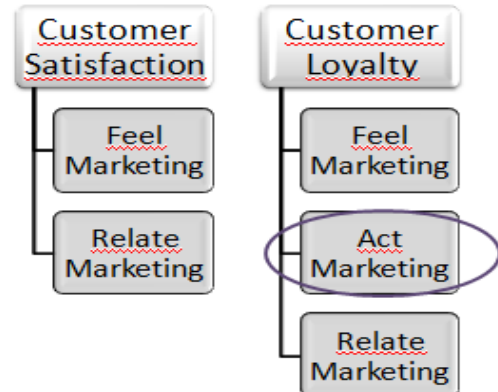 Customer
Satisfaction
Feel
Marketing
Relate
Marketing
Customer
Loyalty
Feel
Marketing
Act
Marketing
Relate
Marketing